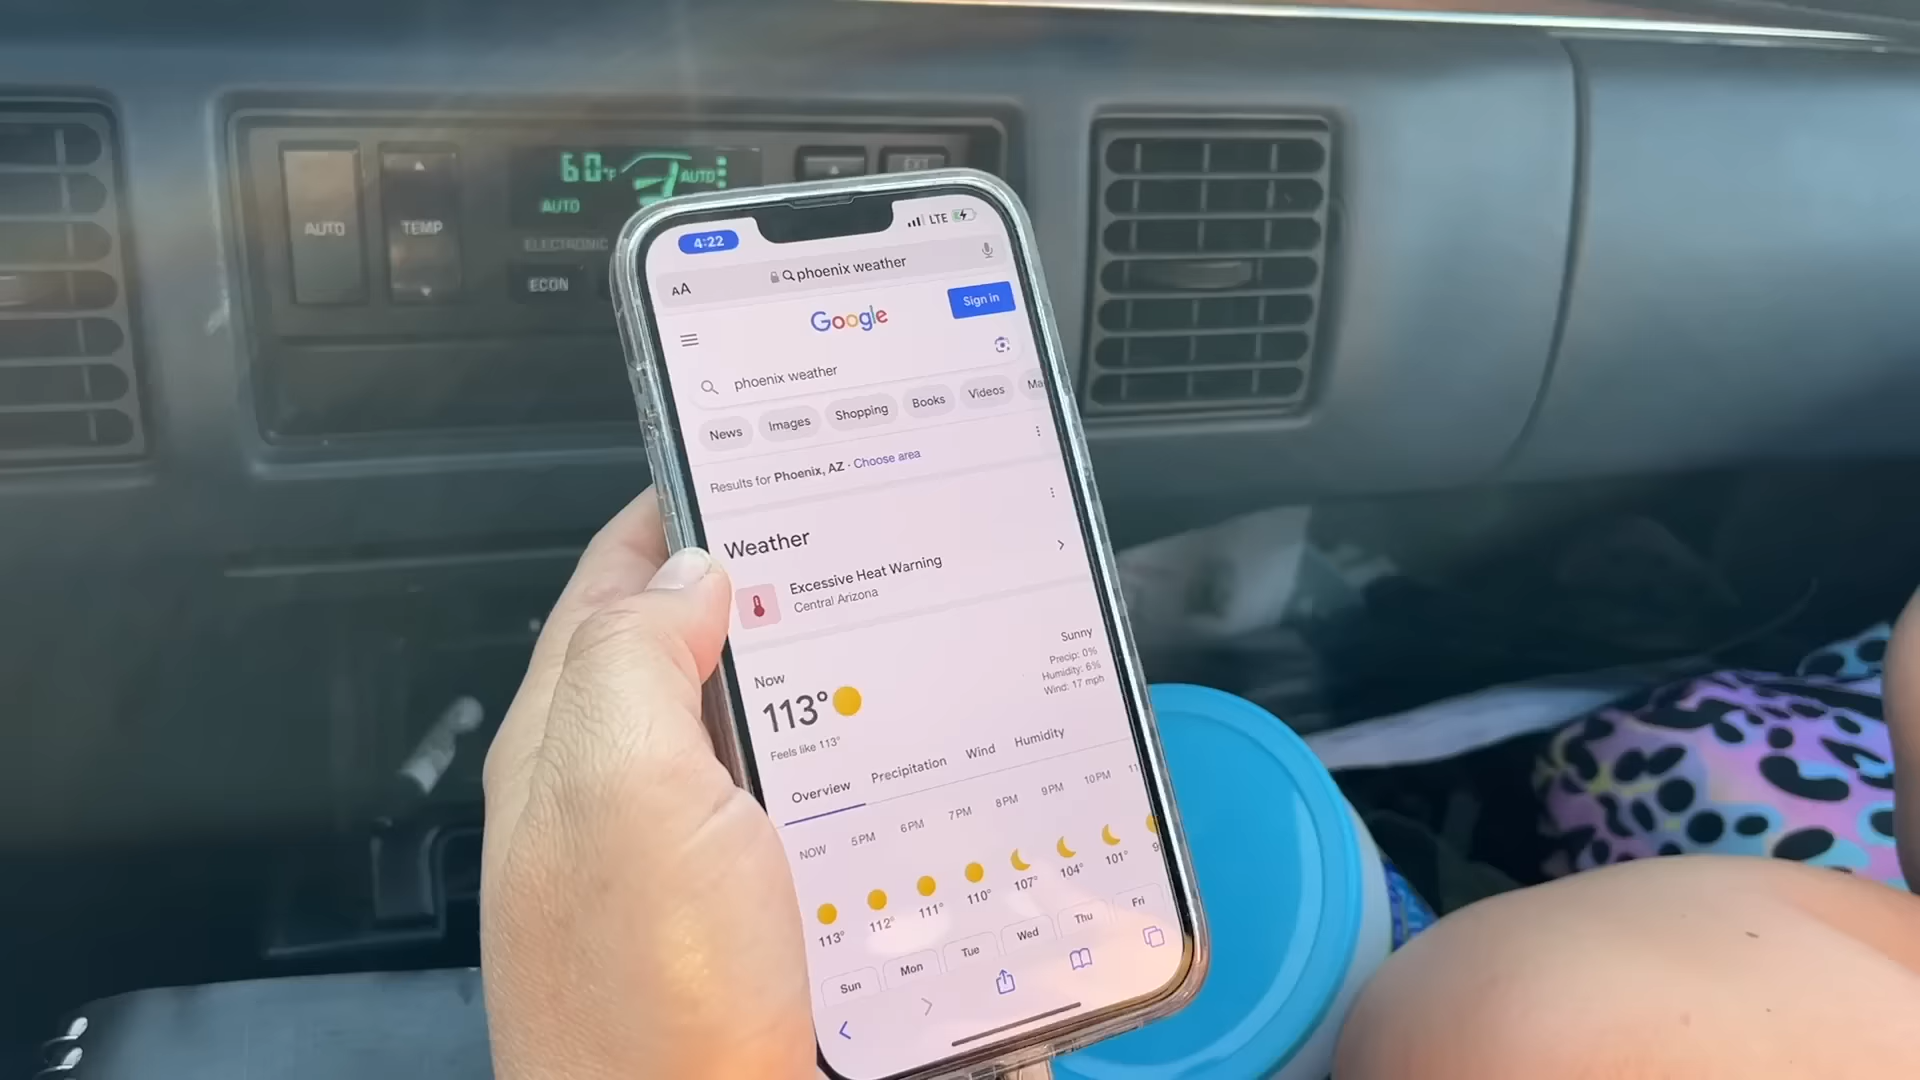 60°F AUTO
AUTO
AUTO
TEMP
ELECTRONIC
ECON
EXT
4:22
LTE
AA
phoenix weather
Google
Sign in
phoenix weather
News Images Shopping Books Videos Ma
Results for Phoenix, AZ · Choose area
Weather
Excessive Heat Warning
Central Arizona
Now
113°
Feels like 113°
Sunny
Precip: 0%
Humidity: 6%
Wind: 17 mph
Overview Precipitation Wind Humidity
NOW 5 PM 6 PM 7 PM 8 PM 9 PM 10 PM 11
113° 112° 111° 110° 107° 104° 101° 9
Sun Mon Tue Wed Thu Fri